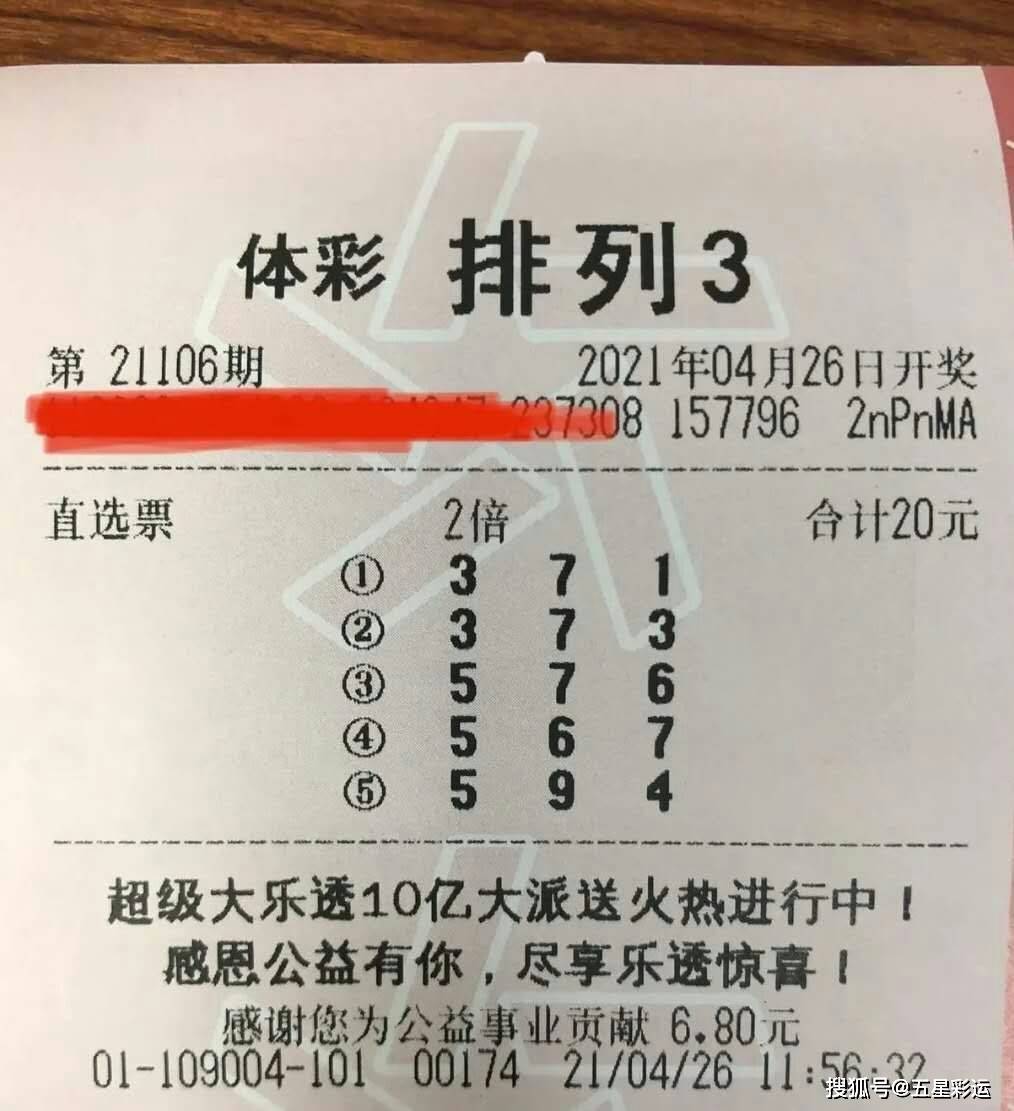 体彩 排列3
第 21106期 2021年04月26日开奖
237308 157796 2nPnMA
直选票 2倍 合计20元
① 3 7 1
② 3 7 3
③ 5 7 6
④ 5 6 7
⑤ 5 9 4
超级大乐透10亿大派送火热进行中！
感恩公益有你，尽享乐透惊喜！
感谢您为公益事业贡献 6.80元
01-109004-101 00174 21/04/26 11:56:32
搜狐号@五星彩运